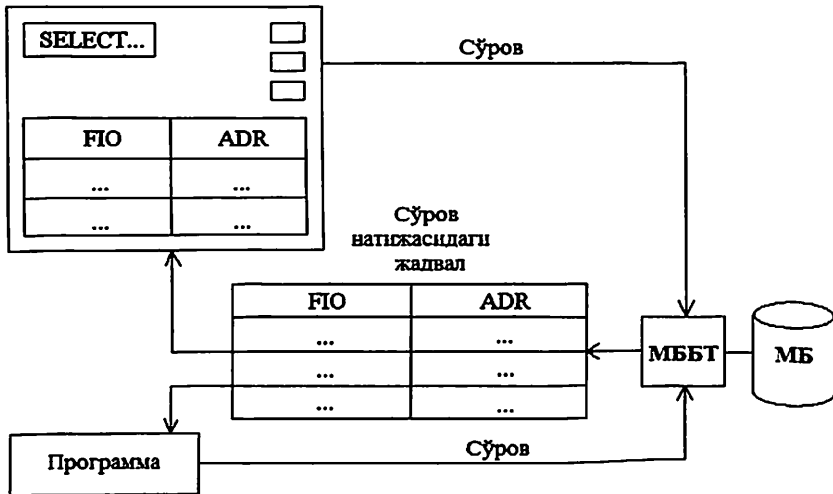 SELECT...
Сўров
FIO ADR
... ...
... ...
Сўров
натижасидаги
жадвал
FIO ADR
... ...
... ...
... ...
МББТ
МБ
Программа
Сўров